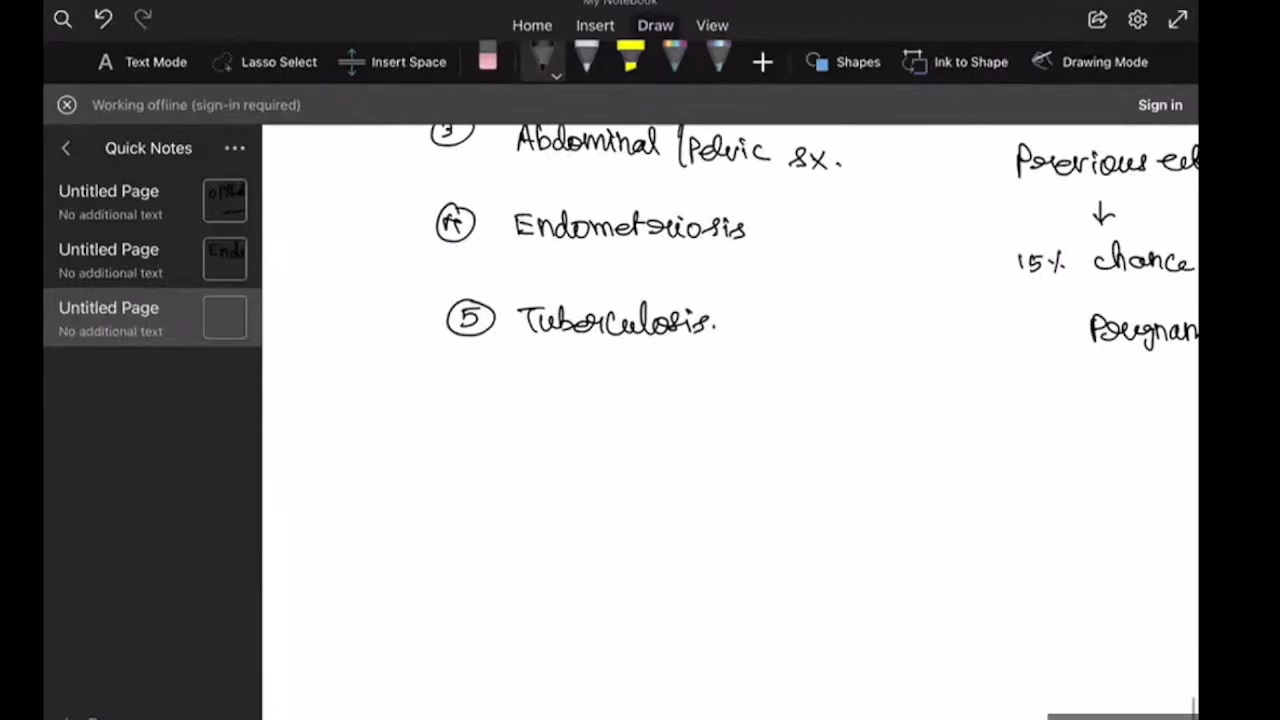 Home Insert Draw View
Text Mode Lasso Select Insert Space Shapes Ink to Shape Drawing Mode
Working offline (sign-in required) Sign in
Quick Notes
Untitled Page
No additional text
Untitled Page
No additional text
Untitled Page
No additional text
③ Abdominal / Pelvic sx.
④ Endometriosis
⑤ Tuberculosis.
Previous
↓
15% chance